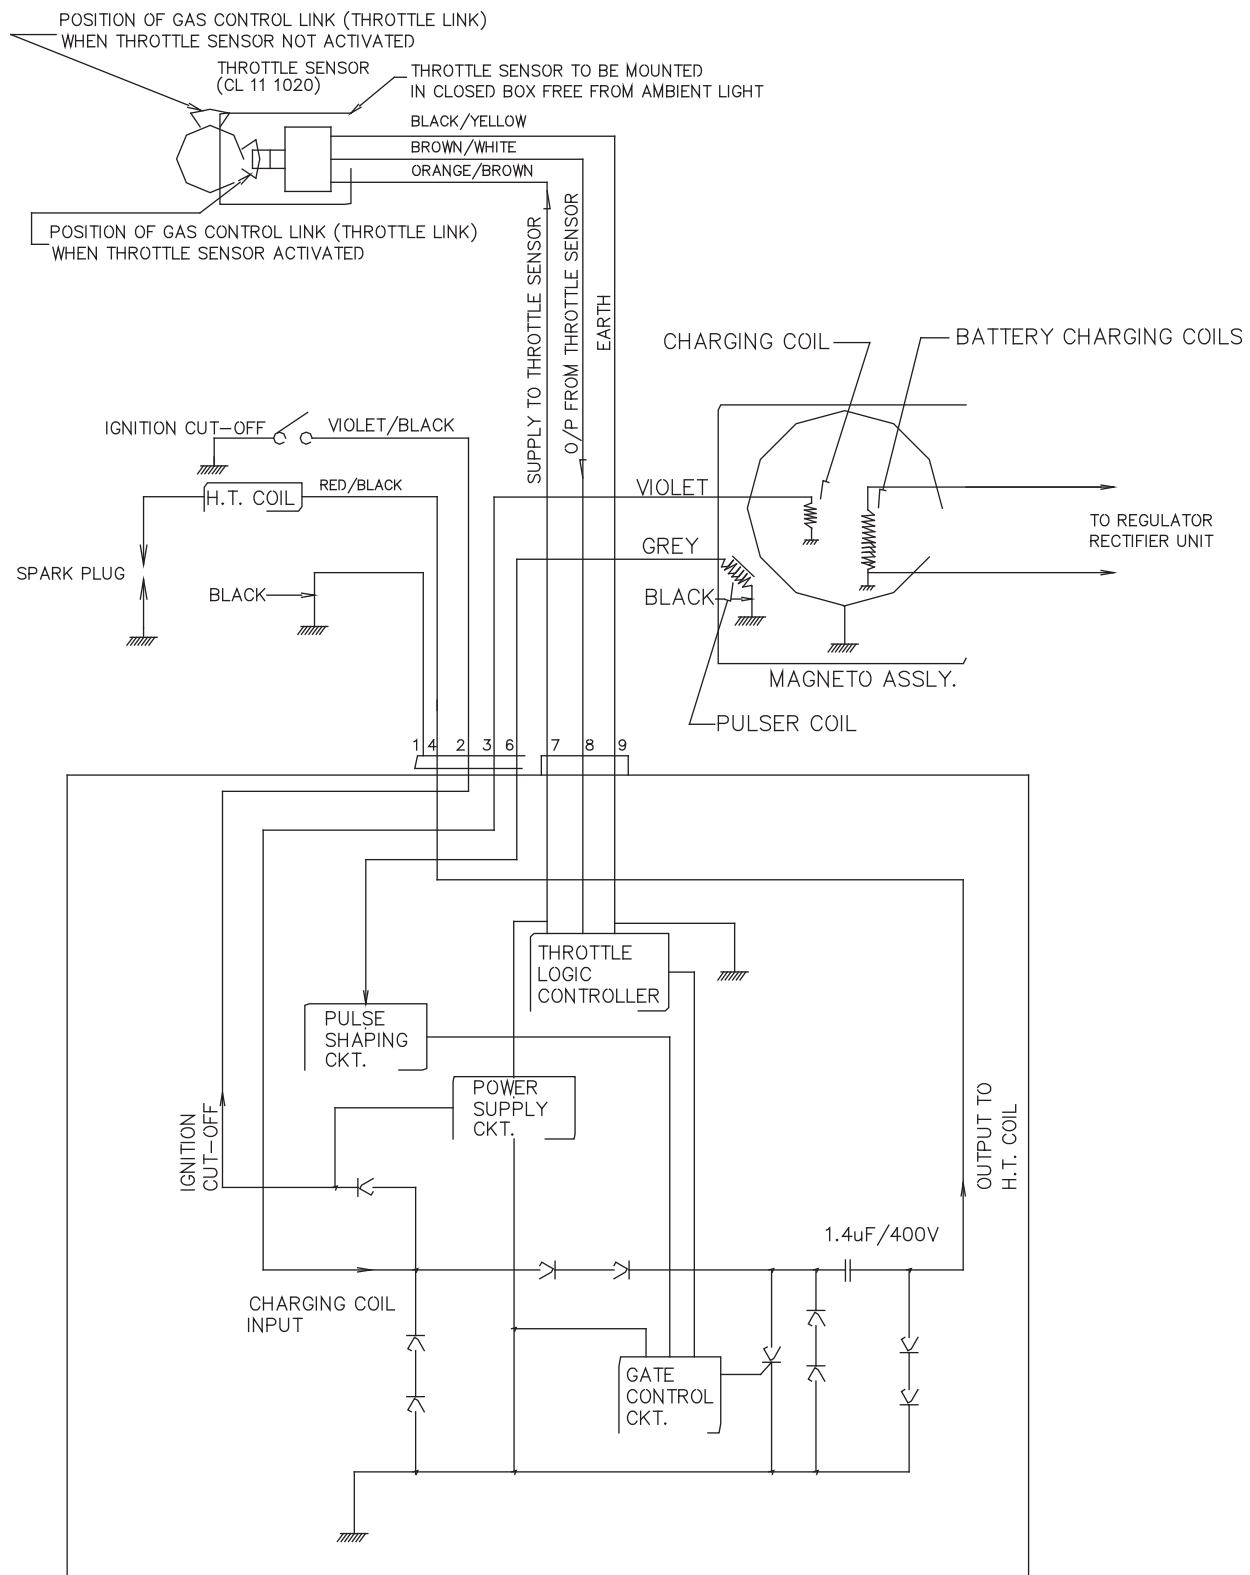 POSITION OF GAS CONTROL LINK (THROTTLE LINK)
WHEN THROTTLE SENSOR NOT ACTIVATED
THROTTLE SENSOR
(CL 11 1020)
THROTTLE SENSOR TO BE MOUNTED
IN CLOSED BOX FREE FROM AMBIENT LIGHT
BLACK/YELLOW
BROWN/WHITE
ORANGE/BROWN
POSITION OF GAS CONTROL LINK (THROTTLE LINK)
WHEN THROTTLE SENSOR ACTIVATED
SUPPLY TO THROTTLE SENSOR
O/P FROM THROTTLE SENSOR
EARTH
CHARGING COIL
BATTERY CHARGING COILS
IGNITION CUT-OFF
VIOLET/BLACK
H.T. COIL
RED/BLACK
VIOLET
TO REGULATOR
RECTIFIER UNIT
GREY
SPARK PLUG
BLACK
BLACK
MAGNETO ASSLY.
PULSER COIL
1 4 2 3 6 7 8 9
THROTTLE
LOGIC
CONTROLLER
PULSE
SHAPING
CKT.
POWER
SUPPLY
CKT.
IGNITION
CUT-OFF
OUTPUT TO
H.T. COIL
1.4uF/400V
CHARGING COIL
INPUT
GATE
CONTROL
CKT.